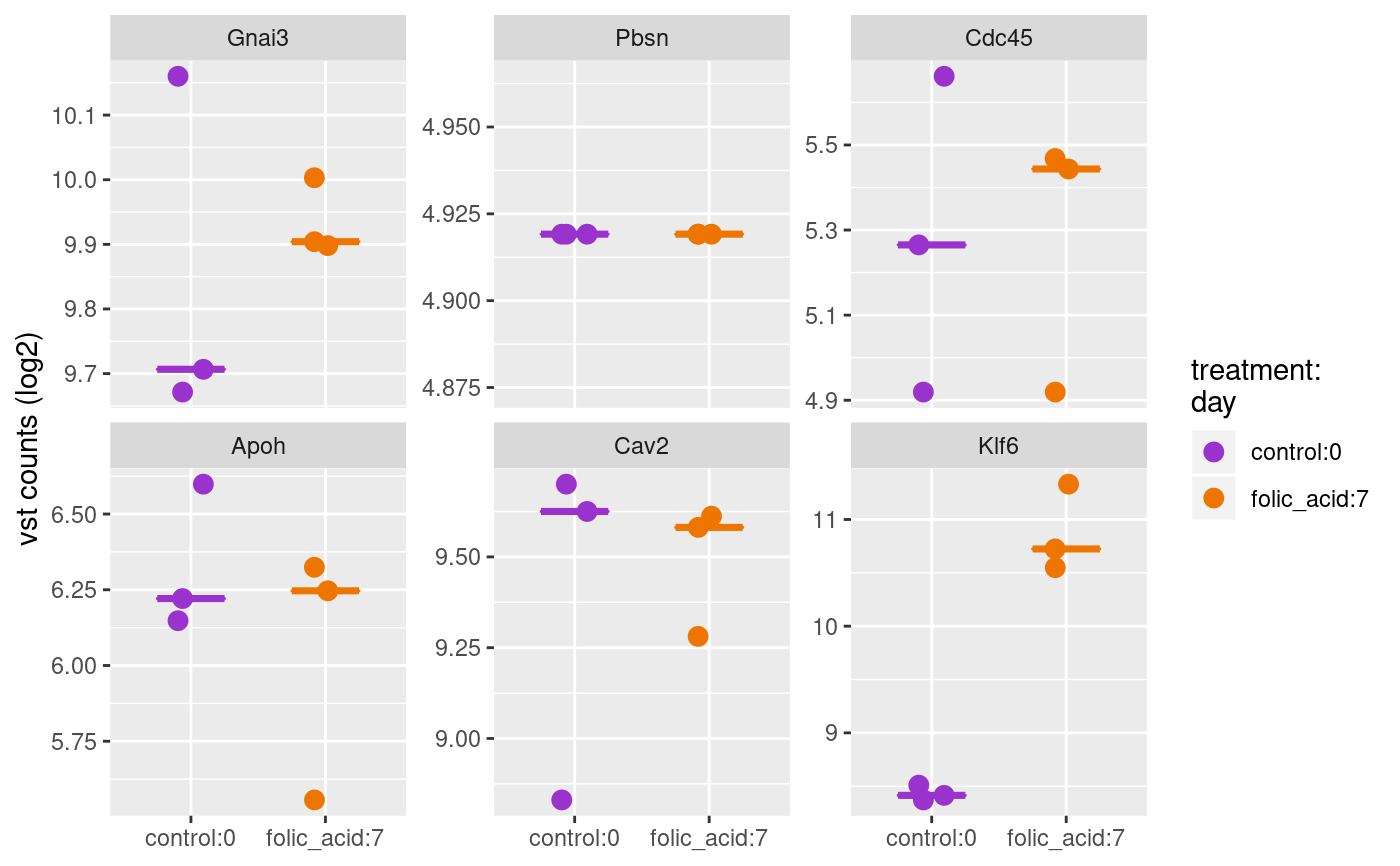 Gnai3
Pbsn
Cdc45
10.1
10.0
9.9
9.8
9.7
4.950
4.925
4.900
4.875
5.5
5.3
5.1
4.9
vst counts (log2)
Apoh
Cav2
Klf6
6.50
6.25
6.00
5.75
9.50
9.25
9.00
11
10
9
control:0
folic_acid:7
control:0
folic_acid:7
control:0
folic_acid:7
treatment:
day
control:0
folic_acid:7